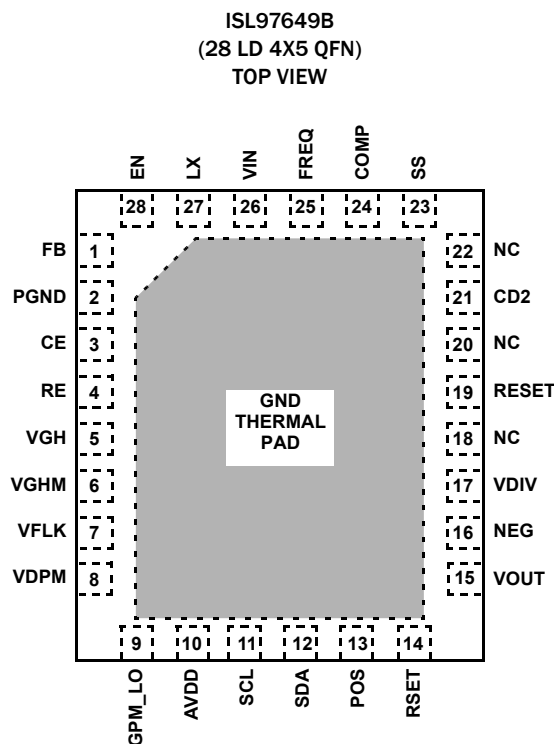 ISL97649B
(28 LD 4X5 QFN)
TOP VIEW
EN
LX
VIN
FREQ
COMP
SS
28
27
26
25
24
23
FB 1
22 NC
PGND 2
21 CD2
CE 3
20 NC
RE 4
19 RESET
VGH 5
18 NC
VGHM 6
17 VDIV
VFLK 7
16 NEG
VDPM 8
15 VOUT
GND
THERMAL
PAD
9
10
11
12
13
14
GPM_LO
AVDD
SCL
SDA
POS
RSET